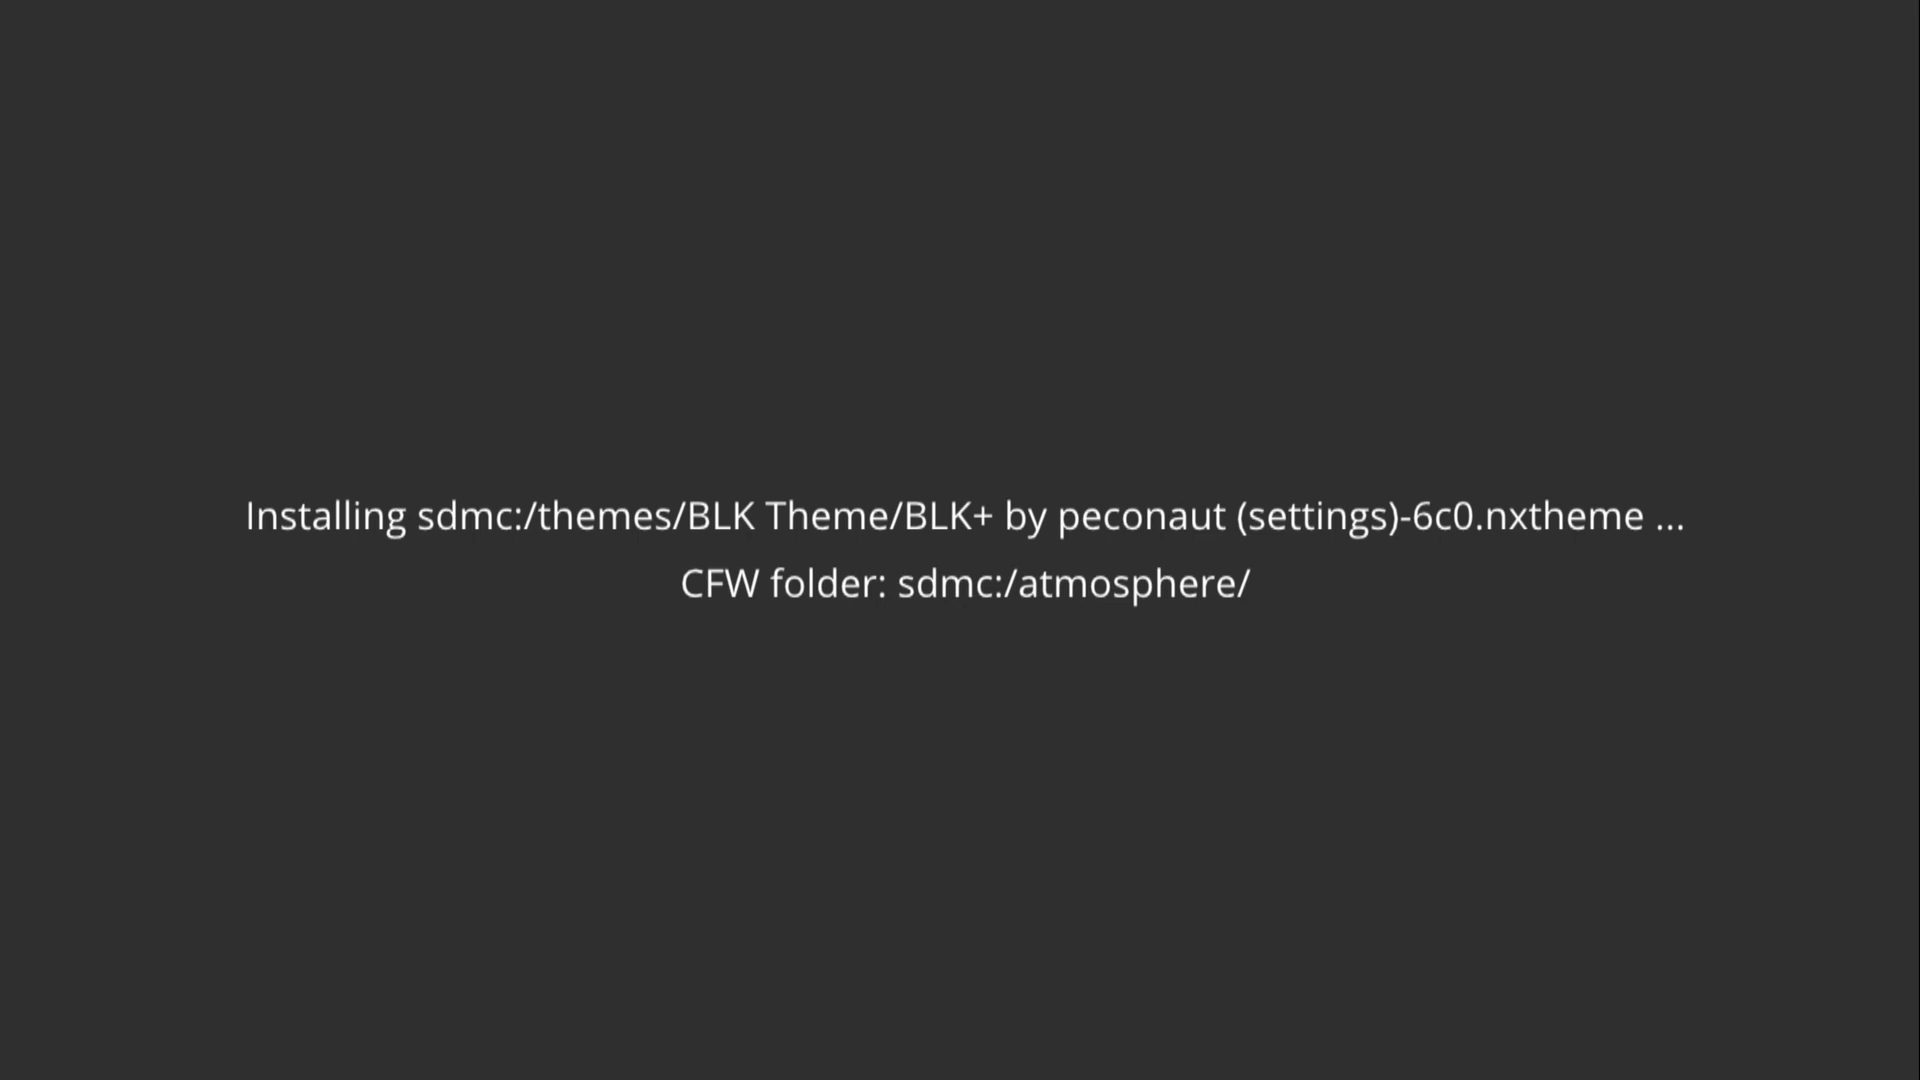 Installing sdmc:/themes/BLK Theme/BLK+ by peconaut (settings)-6c0.nxtheme ...
CFW folder: sdmc:/atmosphere/